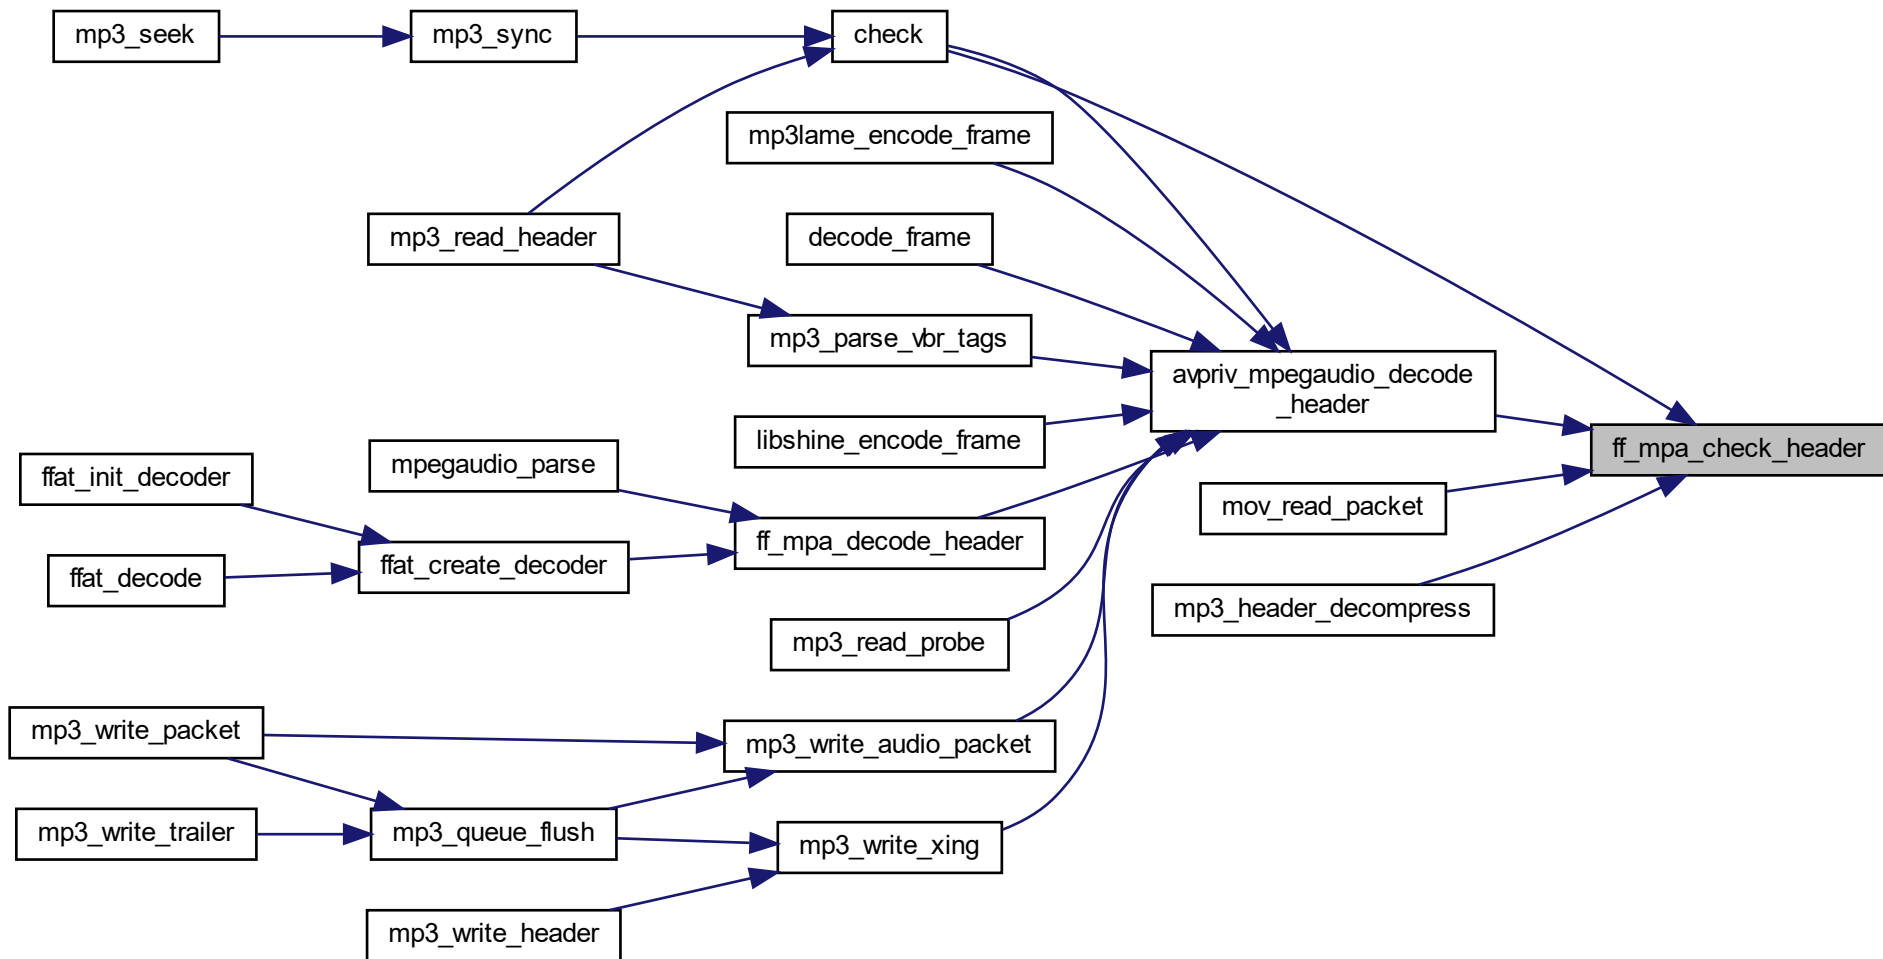 mp3_seek
mp3_sync
check
mp3lame_encode_frame
mp3_read_header
decode_frame
mp3_parse_vbr_tags
avpriv_mpegaudio_decode
_header
libshine_encode_frame
ff_mpa_check_header
mpegaudio_parse
ffat_init_decoder
mov_read_packet
ff_mpa_decode_header
ffat_create_decoder
ffat_decode
mp3_header_decompress
mp3_read_probe
mp3_write_packet
mp3_write_audio_packet
mp3_write_trailer
mp3_queue_flush
mp3_write_xing
mp3_write_header